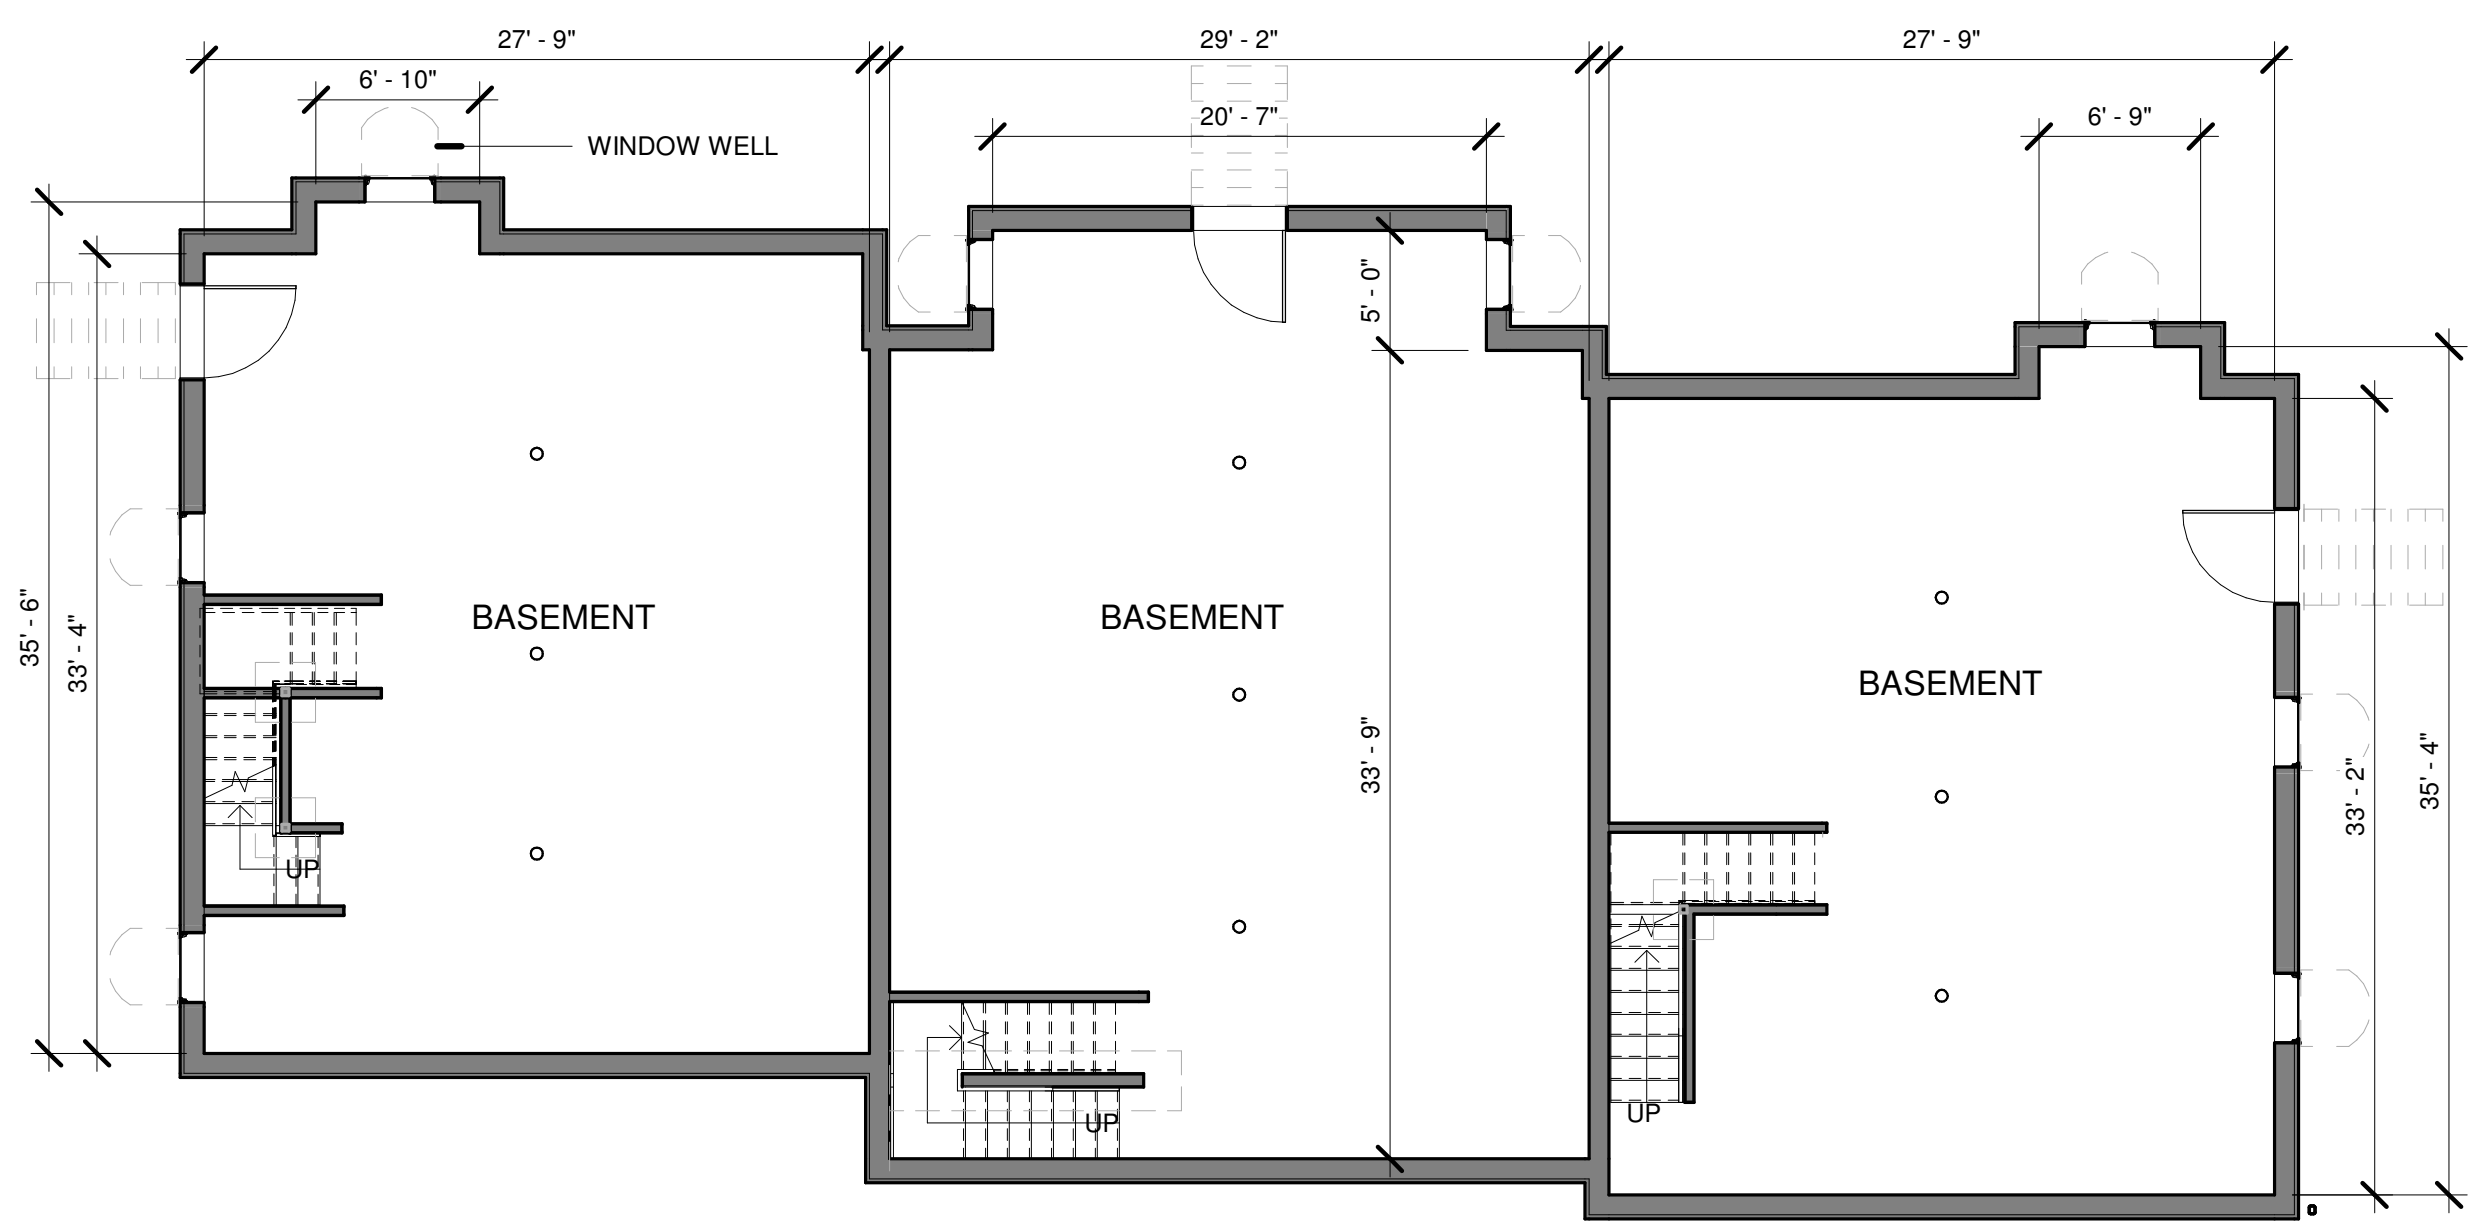 27' - 9"
29' - 2"
27' - 9"
6' - 10"
20' - 7"
6' - 9"
WINDOW WELL
5' - 0"
35' - 6"
33' - 4"
BASEMENT
BASEMENT
BASEMENT
33' - 9"
33' - 2"
35' - 4"
UP
UP
UP